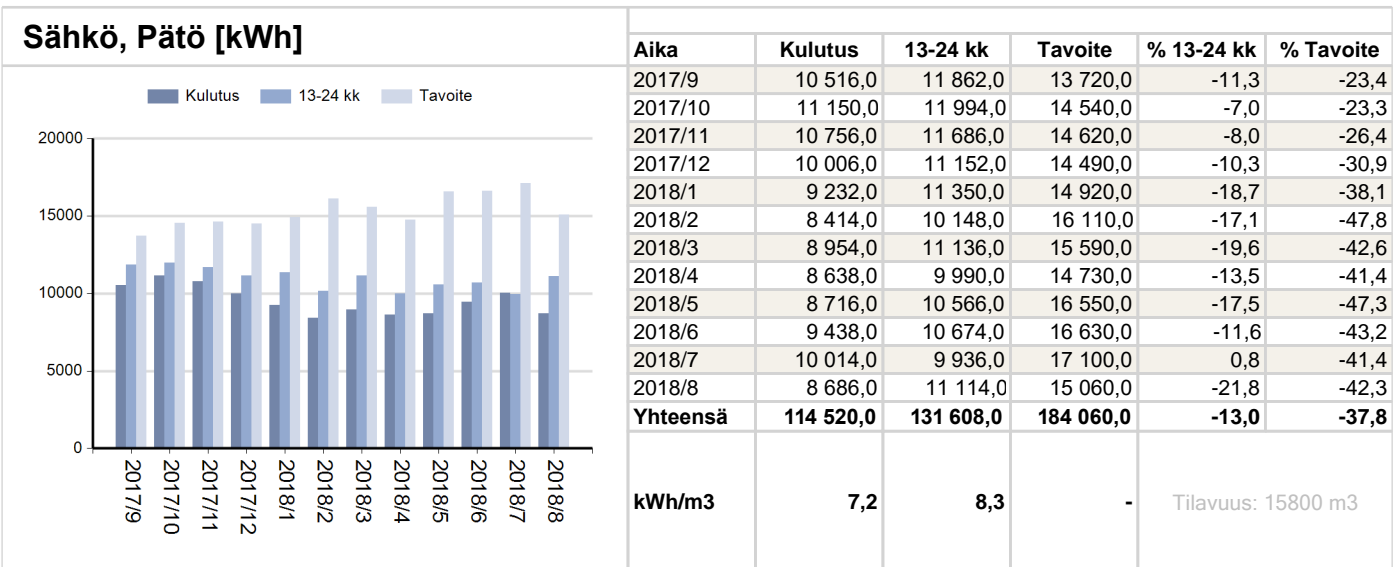 Sähkö, Pätö [kWh]
Kulutus 13-24 kk Tavoite
20000
15000
10000
5000
0
2017/9 2017/10 2017/11 2017/12 2018/1 2018/2 2018/3 2018/4 2018/5 2018/6 2018/7 2018/8
Aika Kulutus 13-24 kk Tavoite % 13-24 kk % Tavoite
2017/9 10 516,0 11 862,0 13 720,0 -11,3 -23,4
2017/10 11 150,0 11 994,0 14 540,0 -7,0 -23,3
2017/11 10 756,0 11 686,0 14 620,0 -8,0 -26,4
2017/12 10 006,0 11 152,0 14 490,0 -10,3 -30,9
2018/1 9 232,0 11 350,0 14 920,0 -18,7 -38,1
2018/2 8 414,0 10 148,0 16 110,0 -17,1 -47,8
2018/3 8 954,0 11 136,0 15 590,0 -19,6 -42,6
2018/4 8 638,0 9 990,0 14 730,0 -13,5 -41,4
2018/5 8 716,0 10 566,0 16 550,0 -17,5 -47,3
2018/6 9 438,0 10 674,0 16 630,0 -11,6 -43,2
2018/7 10 014,0 9 936,0 17 100,0 0,8 -41,4
2018/8 8 686,0 11 114,0 15 060,0 -21,8 -42,3
Yhteensä 114 520,0 131 608,0 184 060,0 -13,0 -37,8
kWh/m3 7,2 8,3 - Tilavuus: 15800 m3